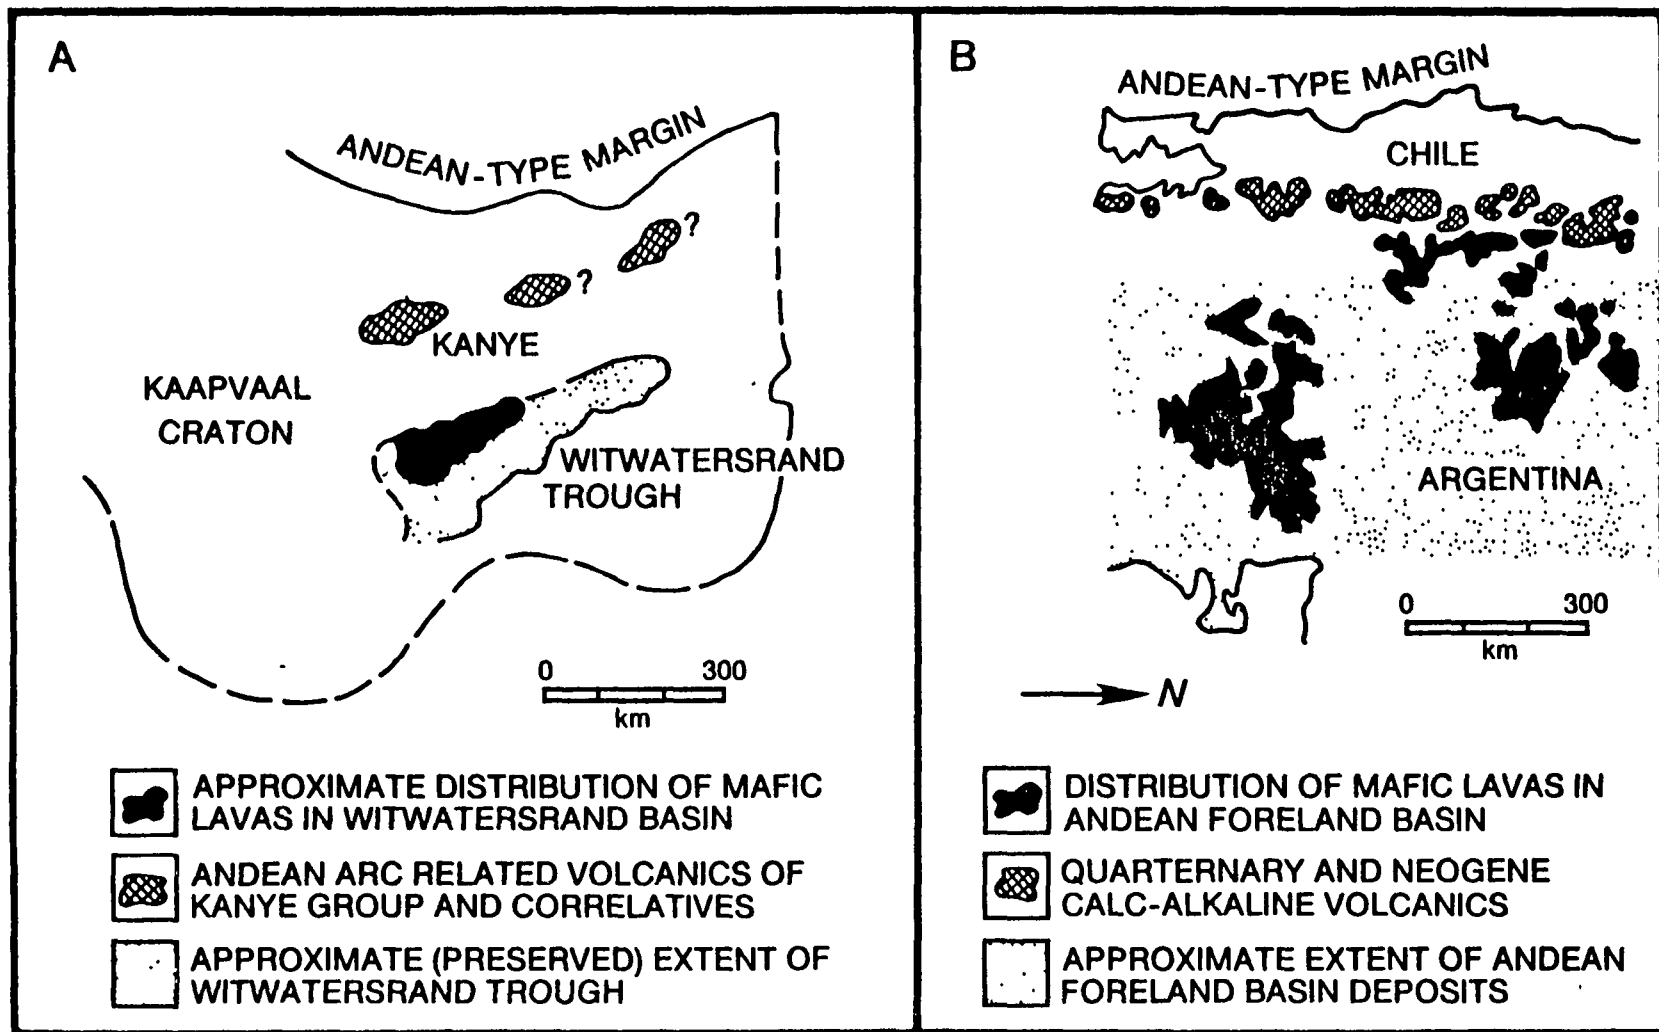 A
ANDEAN-TYPE MARGIN
?
?
KANYE
KAAPVAAL
CRATON
WITWATERSRAND
TROUGH
0 300
km
APPROXIMATE DISTRIBUTION OF MAFIC
LAVAS IN WITWATERSRAND BASIN
ANDEAN ARC RELATED VOLCANICS OF
KANYE GROUP AND CORRELATIVES
APPROXIMATE (PRESERVED) EXTENT OF
WITWATERSRAND TROUGH
B
ANDEAN-TYPE MARGIN
CHILE
ARGENTINA
0 300
km
N
DISTRIBUTION OF MAFIC LAVAS IN
ANDEAN FORELAND BASIN
QUARTERNARY AND NEOGENE
CALC-ALKALINE VOLCANICS
APPROXIMATE EXTENT OF ANDEAN
FORELAND BASIN DEPOSITS